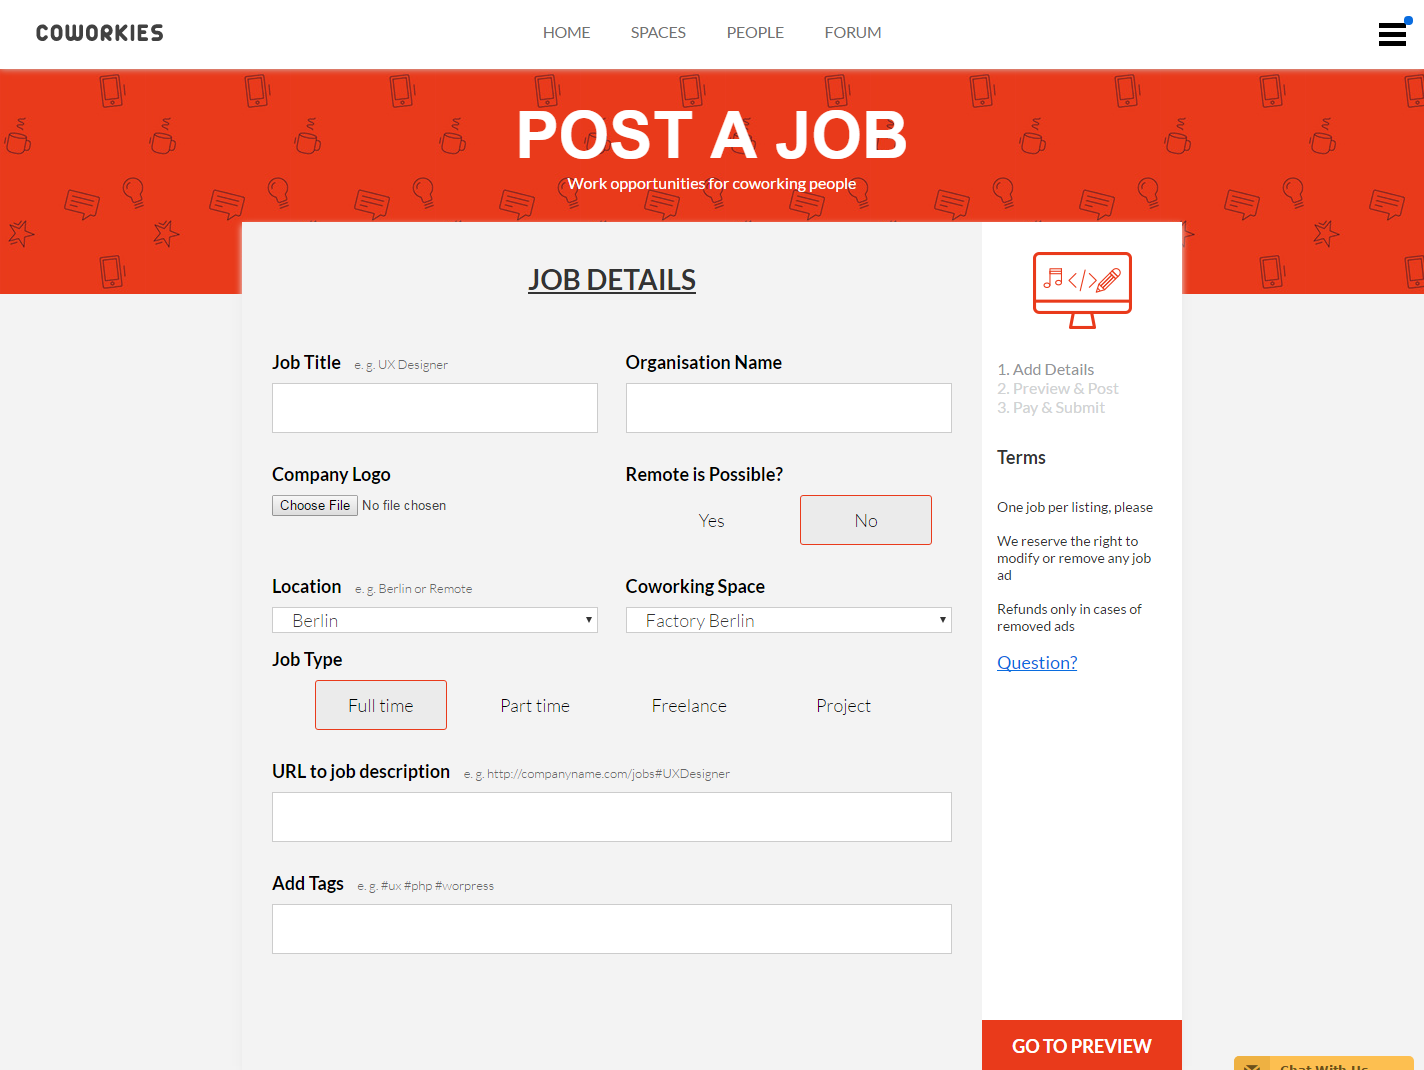 COWORKIES
HOME SPACES PEOPLE FORUM
POST A JOB
Work opportunities for coworking people
JOB DETAILS
Job Title e. g. UX Designer
Organisation Name
Company Logo
Choose File No file chosen
Remote is Possible?
Yes No
Location e. g. Berlin or Remote
Berlin
Coworking Space
Factory Berlin
Job Type
Full time Part time Freelance Project
URL to job description e. g. http://companyname.com/jobs#UXDesigner
Add Tags e. g. #ux #php #worpress
1. Add Details
2. Preview & Post
3. Pay & Submit
Terms
One job per listing, please
We reserve the right to
modify or remove any job
ad
Refunds only in cases of
removed ads
Question?
GO TO PREVIEW
Chat With Us